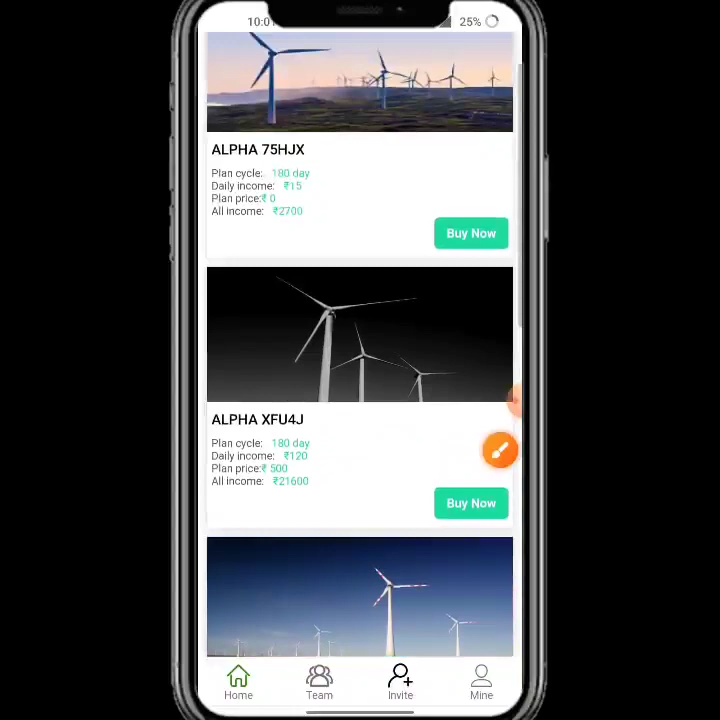 10:01
25%
ALPHA 75HJX
Plan cycle: 180 day
Daily income: ₹15
Plan price:₹ 0
All income: ₹2700
Buy Now
ALPHA XFU4J
Plan cycle: 180 day
Daily income: ₹120
Plan price:₹ 500
All income: ₹21600
Buy Now
Home Team Invite Mine